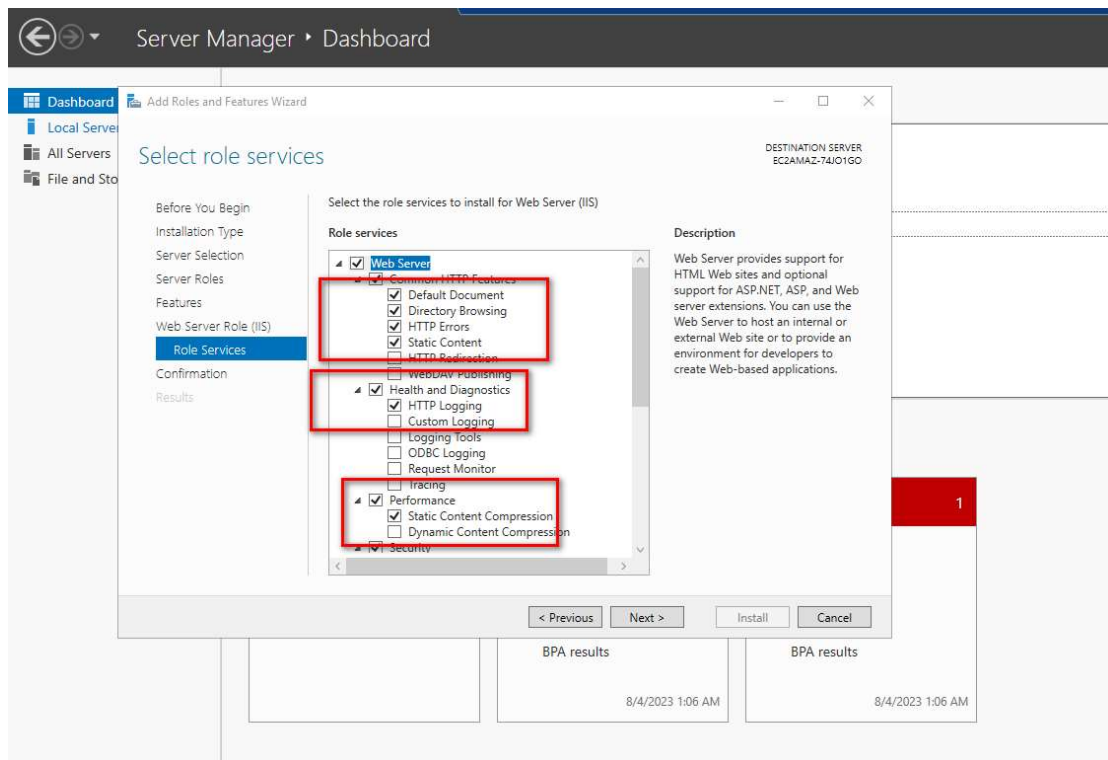 Server Manager ‣ Dashboard
Dashboard
Local Server
All Servers
File and Sto
Add Roles and Features Wizard
Select role services
DESTINATION SERVER
EC2AMAZ-74JO1GO
Before You Begin
Installation Type
Server Selection
Server Roles
Features
Web Server Role (IIS)
Role Services
Confirmation
Results
Select the role services to install for Web Server (IIS)
Role services
Web Server
Common HTTP Features
Default Document
Directory Browsing
HTTP Errors
Static Content
HTTP Redirection
WebDAV Publishing
Health and Diagnostics
HTTP Logging
Custom Logging
Logging Tools
ODBC Logging
Request Monitor
Tracing
Performance
Static Content Compression
Dynamic Content Compression
Security
Description
Web Server provides support for
HTML Web sites and optional
support for ASP.NET, ASP, and Web
server extensions. You can use the
Web Server to host an internal or
external Web site or to provide an
environment for developers to
create Web-based applications.
< Previous
Next >
Install
Cancel
1
BPA results
8/4/2023 1:06 AM
BPA results
8/4/2023 1:06 AM